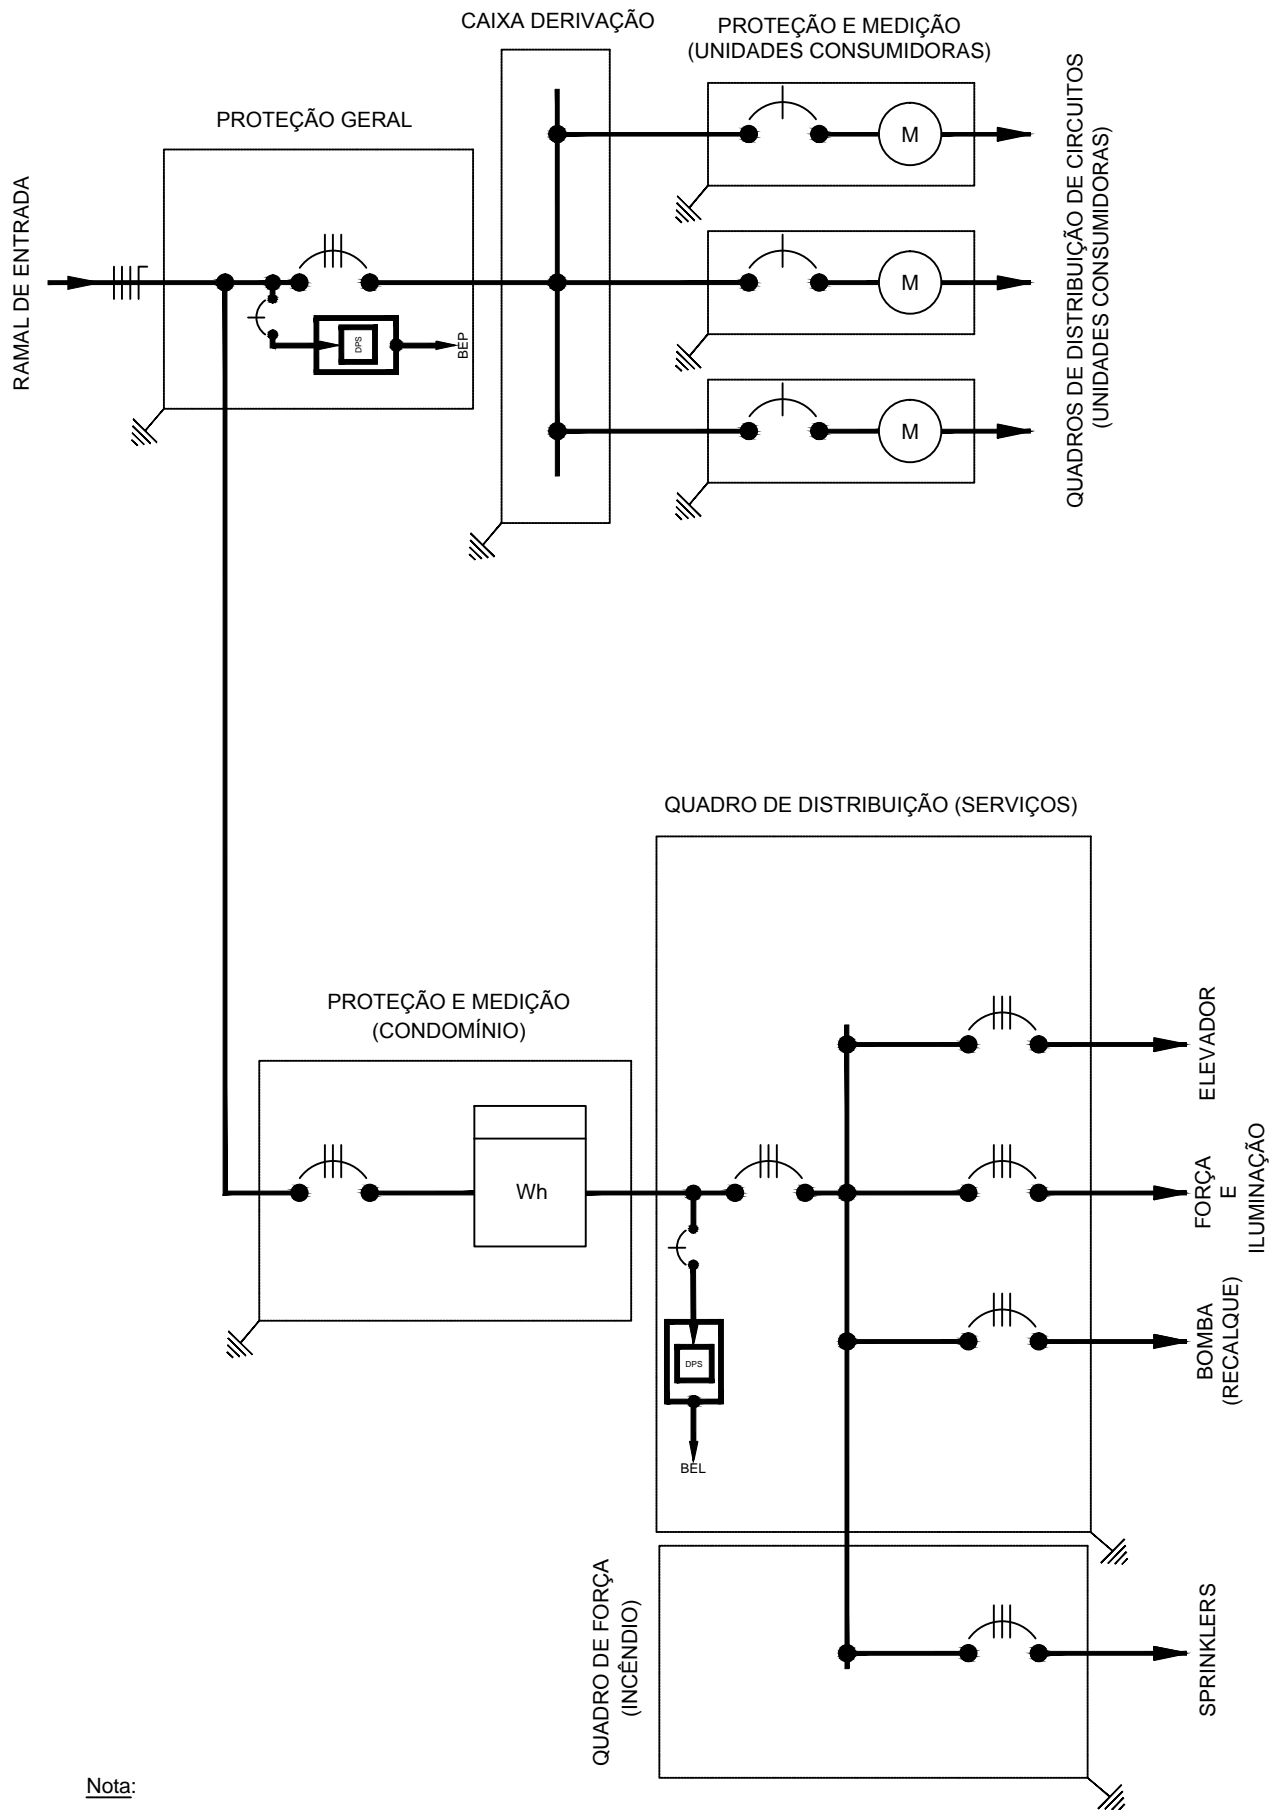 CAIXA DERIVAÇÃO
PROTEÇÃO E MEDIÇÃO
(UNIDADES CONSUMIDORAS)
PROTEÇÃO GERAL
RAMAL DE ENTRADA
M
M
M
DPS
BEP
QUADROS DE DISTRIBUIÇÃO DE CIRCUITOS
(UNIDADES CONSUMIDORAS)
QUADRO DE DISTRIBUIÇÃO (SERVIÇOS)
PROTEÇÃO E MEDIÇÃO
(CONDOMÍNIO)
Wh
DPS
BEL
ELEVADOR
FORÇA
E
ILUMINAÇÃO
BOMBA
(RECALQUE)
QUADRO DE FORÇA
(INCÊNDIO)
SPRINKLERS
Nota: